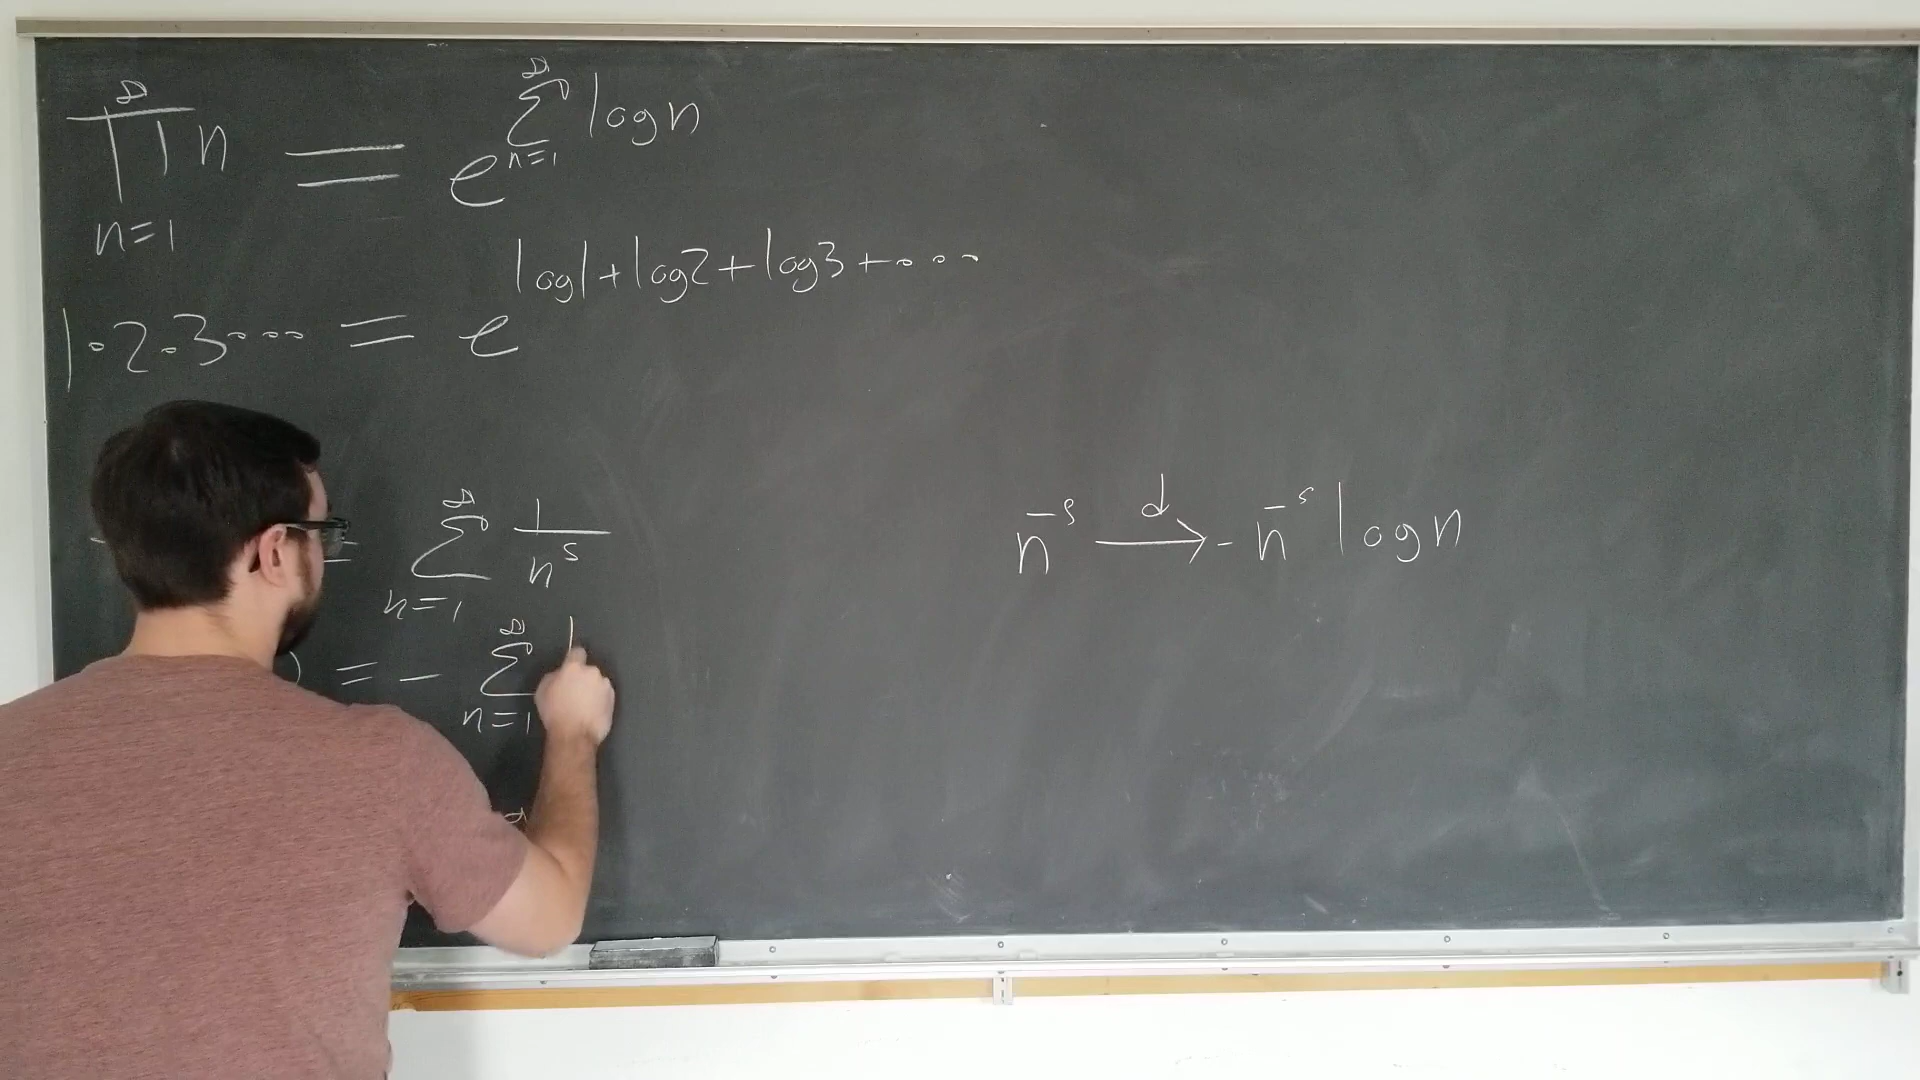 ∞
∏ n = e^{∑_{n=1}^{∞} log n}
n=1
1·2·3··· = e^{log1+log2+log3+····}
= ∑_{n=1}^{∞} 1/n^s
n^{-s} —d→ -n^{-s} log n
) = - ∑_{n=1}^{∞}
∞